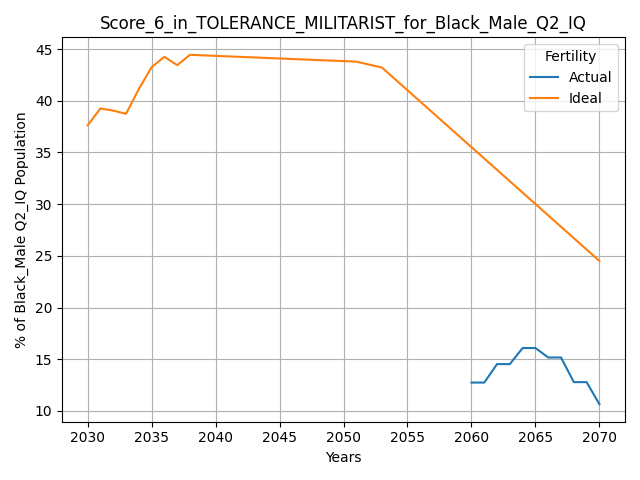 Score_6_in_TOLERANCE_MILITARIST_for_Black_Male_Q2_IQ
Fertility
Actual
Ideal
% of Black_Male Q2_IQ Population
45
40
35
30
25
20
15
10
2030 2035 2040 2045 2050 2055 2060 2065 2070
Years